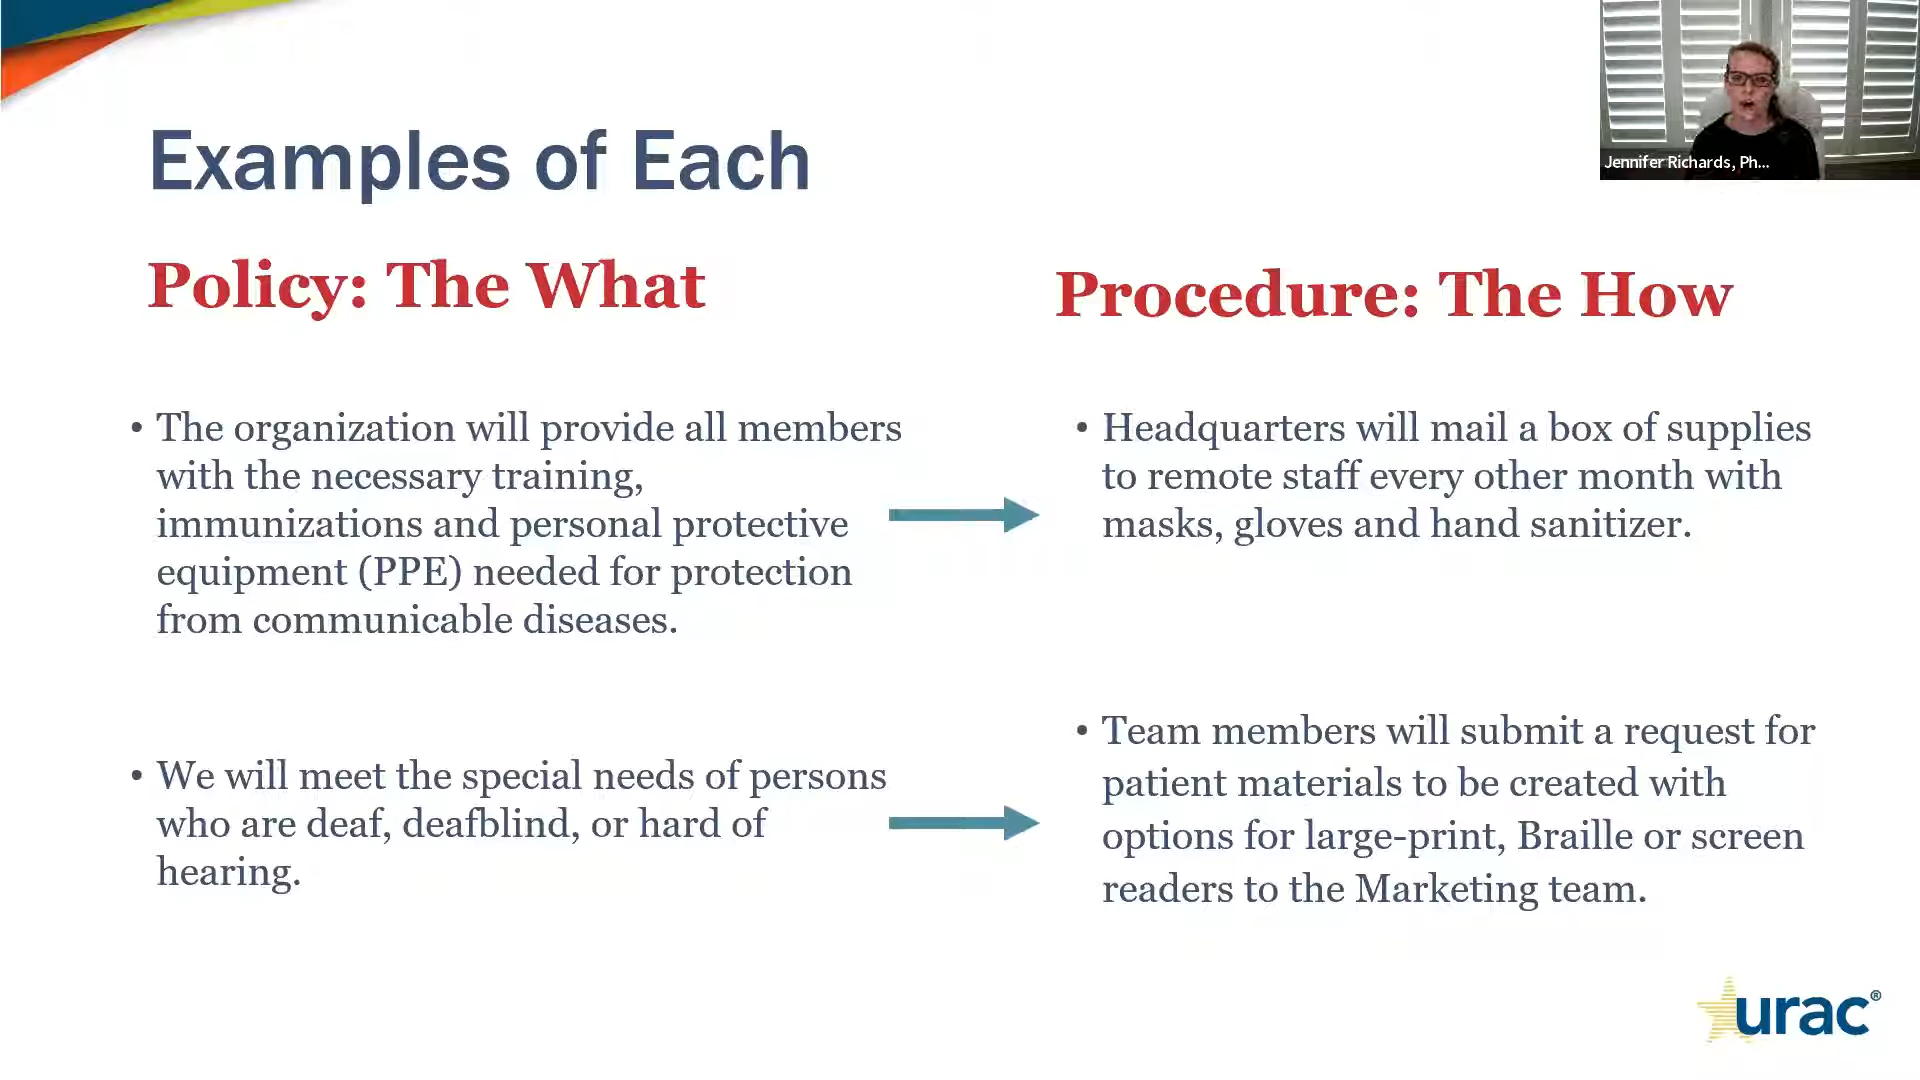 Jennifer Richards, Ph...
Examples of Each
Policy: The What
• The organization will provide all members
with the necessary training,
immunizations and personal protective
equipment (PPE) needed for protection
from communicable diseases.
• We will meet the special needs of persons
who are deaf, deafblind, or hard of
hearing.
Procedure: The How
• Headquarters will mail a box of supplies
to remote staff every other month with
masks, gloves and hand sanitizer.
• Team members will submit a request for
patient materials to be created with
options for large-print, Braille or screen
readers to the Marketing team.
urac®